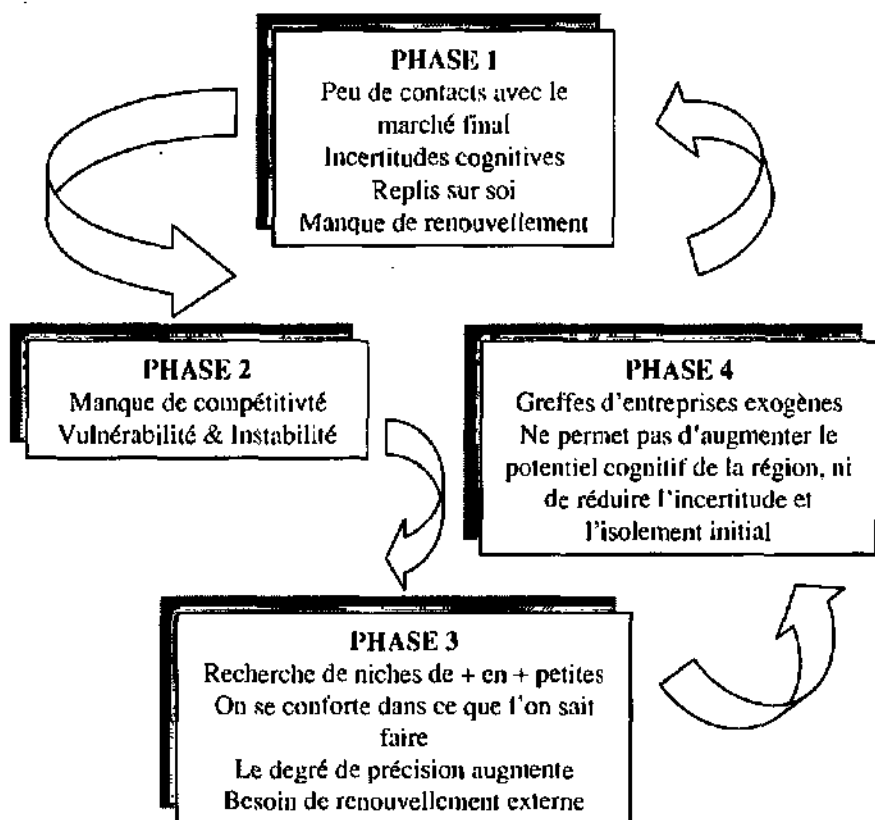 PHASE 1
Peu de contacts avec le
marché final
Incertitudes cognitives
Replis sur soi
Manque de renouvellement
PHASE 2
Manque de compétitivté
Vulnérabilité & Instabilité
PHASE 3
Recherche de niches de + en + petites
On se conforte dans ce que l'on sait
faire
Le degré de précision augmente
Besoin de renouvellement externe
PHASE 4
Greffes d'entreprises exogènes
Ne permet pas d'augmenter le
potentiel cognitif de la région, ni
de réduire l'incertitude et
l'isolement initial